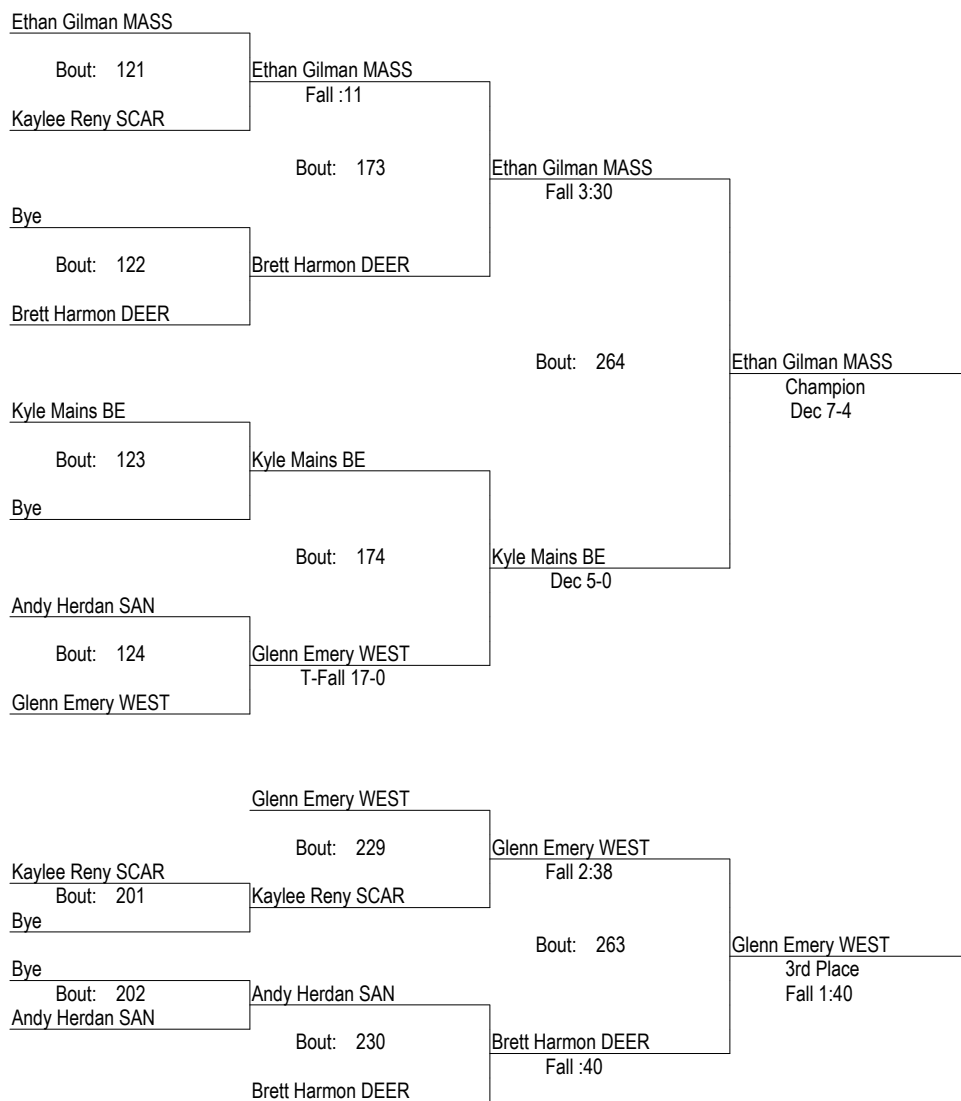 Ethan Gilman MASS
Bout: 121
Ethan Gilman MASS
Fall :11
Kaylee Reny SCAR
Bout: 173
Ethan Gilman MASS
Fall 3:30
Bye
Bout: 122
Brett Harmon DEER
Brett Harmon DEER
Bout: 264
Ethan Gilman MASS
Champion
Dec 7-4
Kyle Mains BE
Bout: 123
Kyle Mains BE
Bye
Bout: 174
Kyle Mains BE
Dec 5-0
Andy Herdan SAN
Bout: 124
Glenn Emery WEST
T-Fall 17-0
Glenn Emery WEST
Glenn Emery WEST
Bout: 229
Glenn Emery WEST
Fall 2:38
Kaylee Reny SCAR
Bout: 201
Kaylee Reny SCAR
Bye
Bout: 263
Glenn Emery WEST
3rd Place
Fall 1:40
Bye
Bout: 202
Andy Herdan SAN
Andy Herdan SAN
Bout: 230
Brett Harmon DEER
Fall :40
Brett Harmon DEER